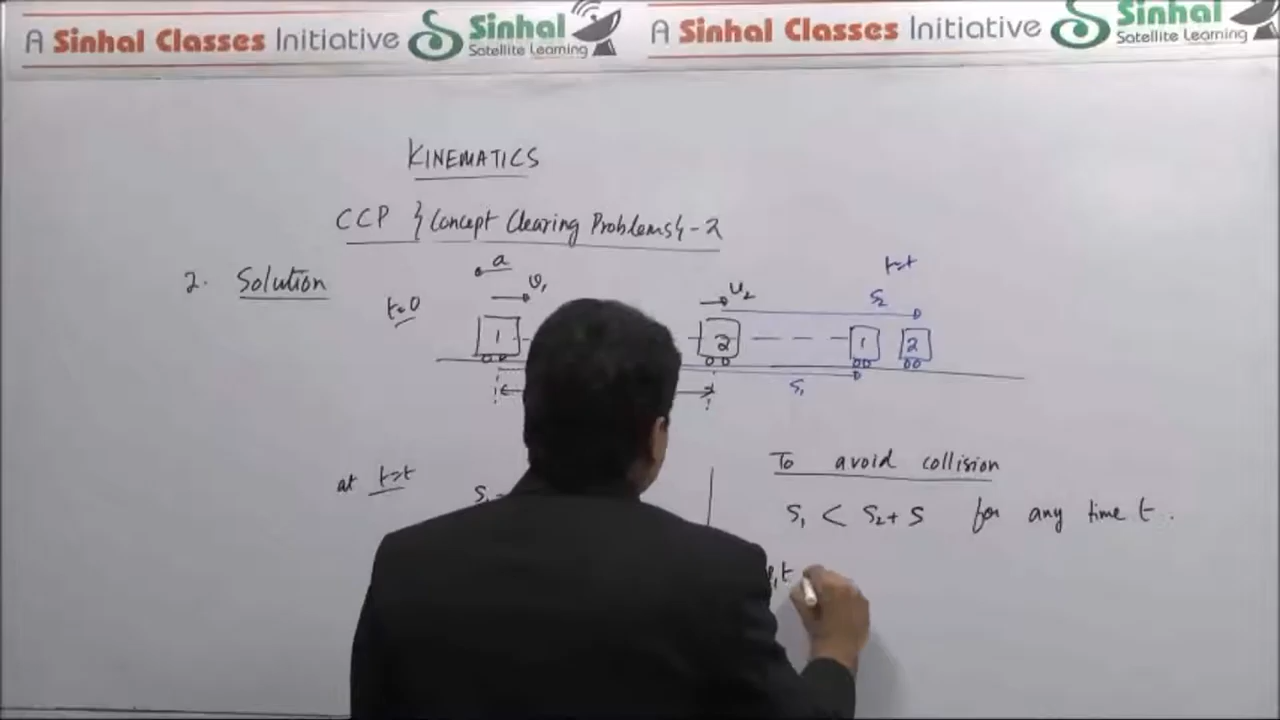 A Sinhal Classes Initiative Sinhal Satellite Learning A Sinhal Classes Initiative Sinhal Satellite Learning
KINEMATICS
CCP {Concept Clearing Problems}-2
2. Solution
t=0
a
v₁
v₂
t=t
S₂
1
2
1
2
S₁
at t=t
S₁
To avoid collision
S₁ < S₂ + S for any time t.
t